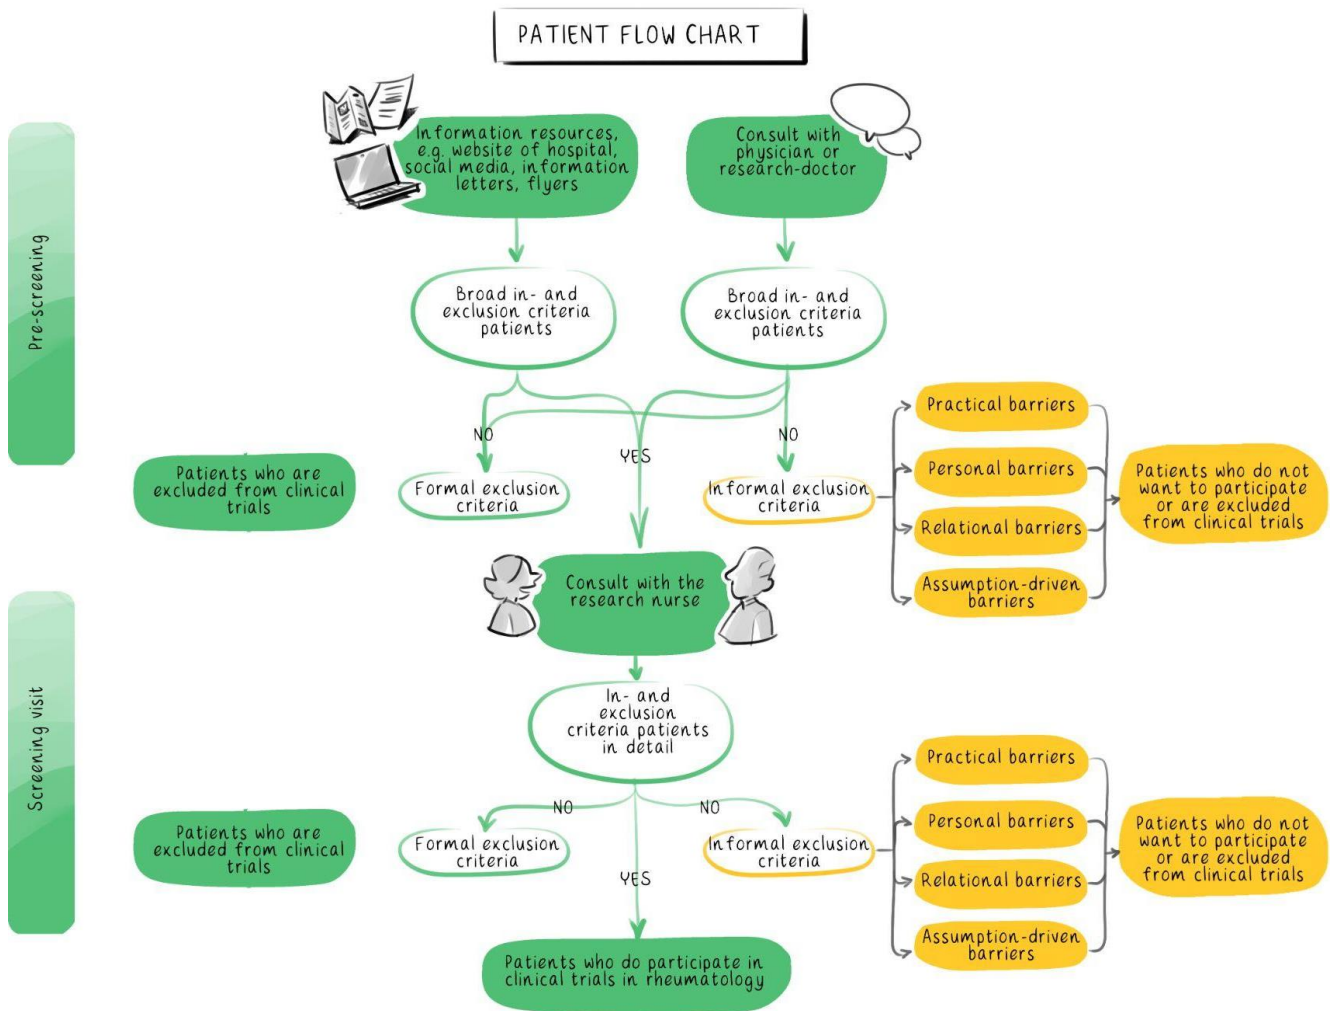 PATIENT FLOW CHART
Information resources,
e.g. website of hospital,
social media, information
letters, flyers
Consult with
physician or
research-doctor
Pre-screening
Broad in- and
exclusion criteria
patients
Broad in- and
exclusion criteria
patients
NO
YES
NO
Patients who are
excluded from clinical
trials
Formal exclusion
criteria
Informal exclusion
criteria
Practical barriers
Personal barriers
Relational barriers
Assumption-driven
barriers
Patients who do not
want to participate
or are excluded
from clinical trials
Consult with the
research nurse
Screening visit
In- and
exclusion
criteria patients
in detail
NO
NO
YES
Patients who are
excluded from clinical
trials
Formal exclusion
criteria
Informal exclusion
criteria
Practical barriers
Personal barriers
Relational barriers
Assumption-driven
barriers
Patients who do not
want to participate
or are excluded
from clinical trials
Patients who do participate in
clinical trials in rheumatology